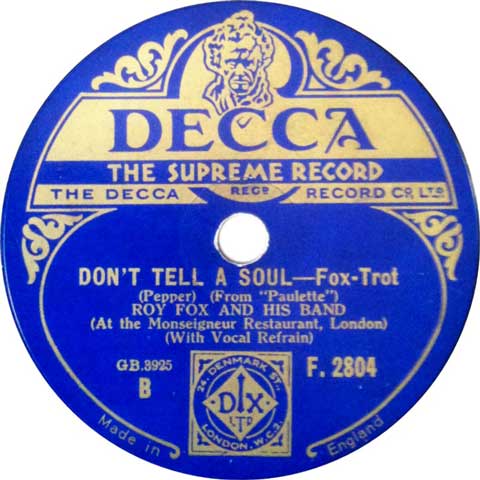 DECCA
THE SUPREME RECORD
THE DECCA REGD RECORD CO, LTD
DON'T TELL A SOUL—Fox-Trot
(Pepper) (From "Paulette")
ROY FOX AND HIS BAND
(At the Monseigneur Restaurant, London)
(With Vocal Refrain)
GB.3925
B
F. 2804
24, DENMARK ST.,
DIX
LTD
LONDON. W.C.2.
Made in England